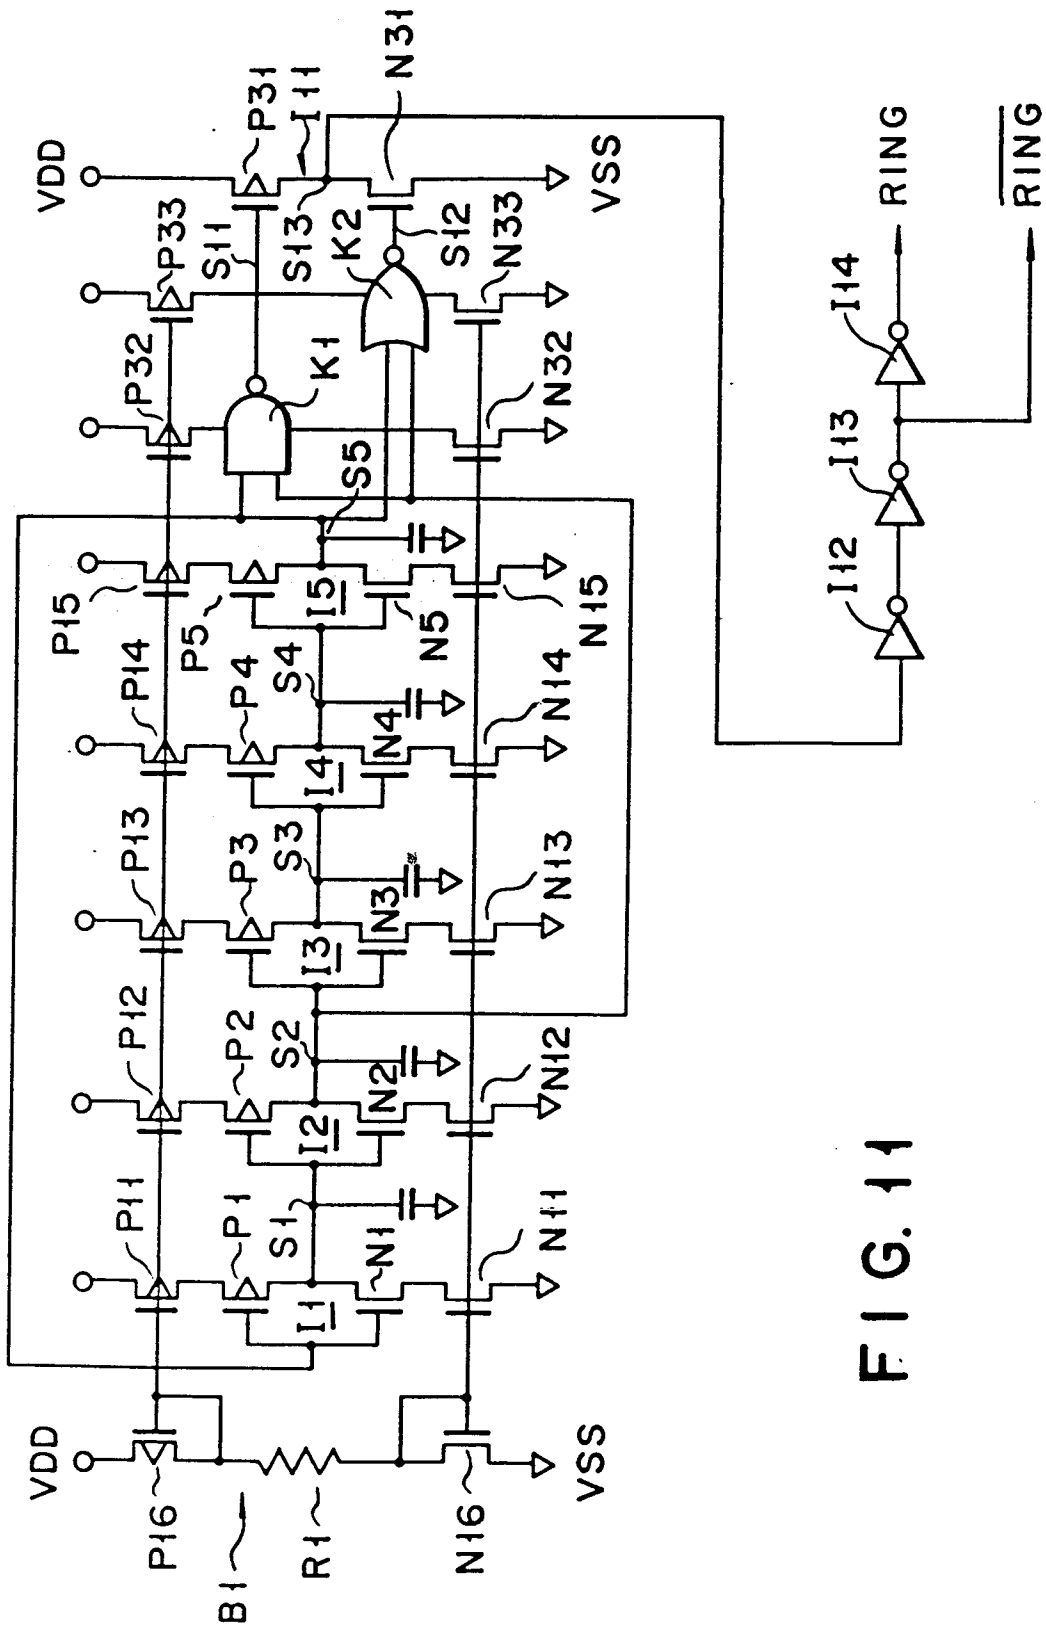 VDD
VDD
P16
P11
P12
P13
P14
P15
P32
P33
P31
I11
S11
S13
B1
R1
P1
P2
P3
P4
P5
K1
K2
N31
S12
I1
S1
I2
S2
I3
S3
I4
S4
I5
S5
N1
N2
N3
N4
N5
N16
N11
N12
N13
N14
N15
N32
N33
VSS
VSS
I12
I13
I14
RING
RING
FIG. 11